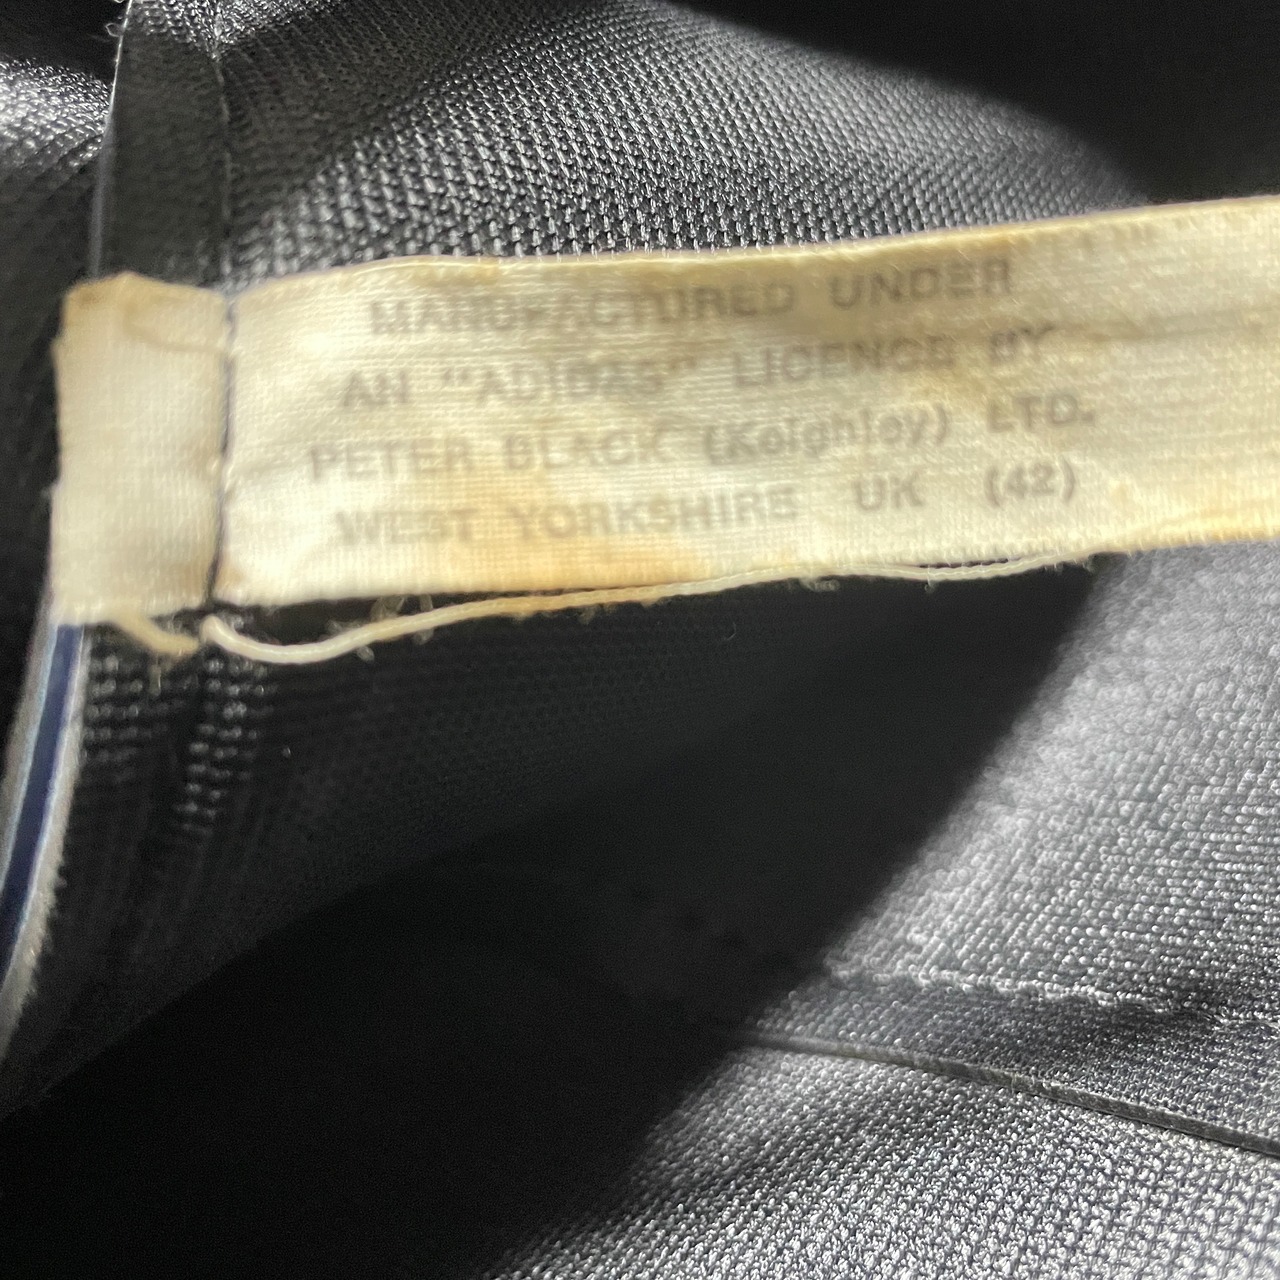 MANUFACTURED UNDER
AN "ADIDAS" LICENCE BY
PETER BLACK (Keighley) LTD.
WEST YORKSHIRE UK (42)